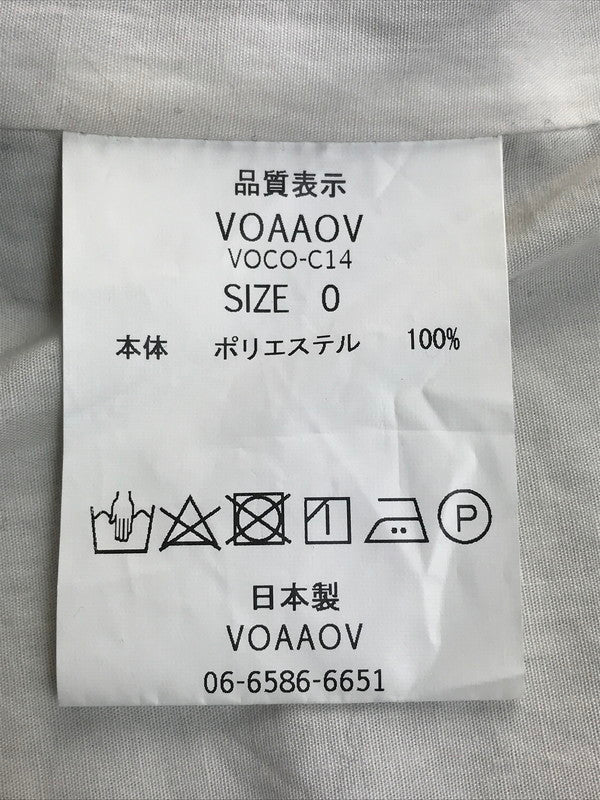 品質表示
VOAAOV
VOCO-C14
SIZE 0
本体 ポリエステル 100%
P
日本製
VOAAOV
06-6586-6651